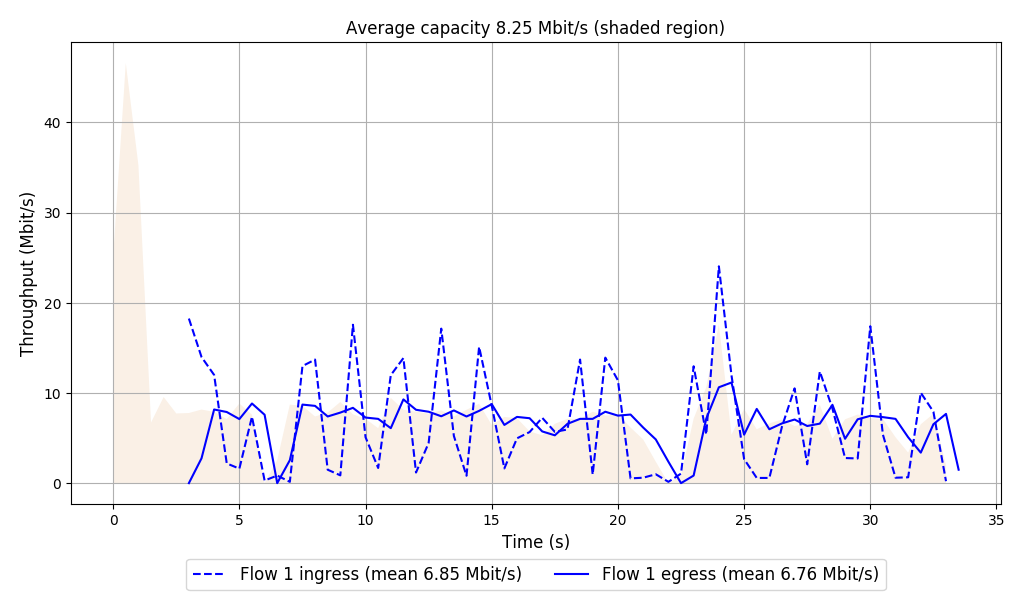 Average capacity 8.25 Mbit/s (shaded region)
Throughput (Mbit/s)
40
30
20
10
0
0 5 10 15 20 25 30 35
Time (s)
Flow 1 ingress (mean 6.85 Mbit/s) Flow 1 egress (mean 6.76 Mbit/s)